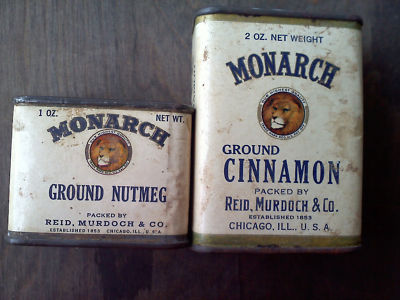 1 OZ. NET WT.
MONARCH
GROUND NUTMEG
PACKED BY
REID, MURDOCH & CO.
ESTABLISHED 1853 CHICAGO, ILL., U. S. A.
2 OZ. NET WEIGHT
MONARCH
GROUND
CINNAMON
PACKED BY
REID, MURDOCH & CO.
ESTABLISHED 1853
CHICAGO, ILL., U. S. A.